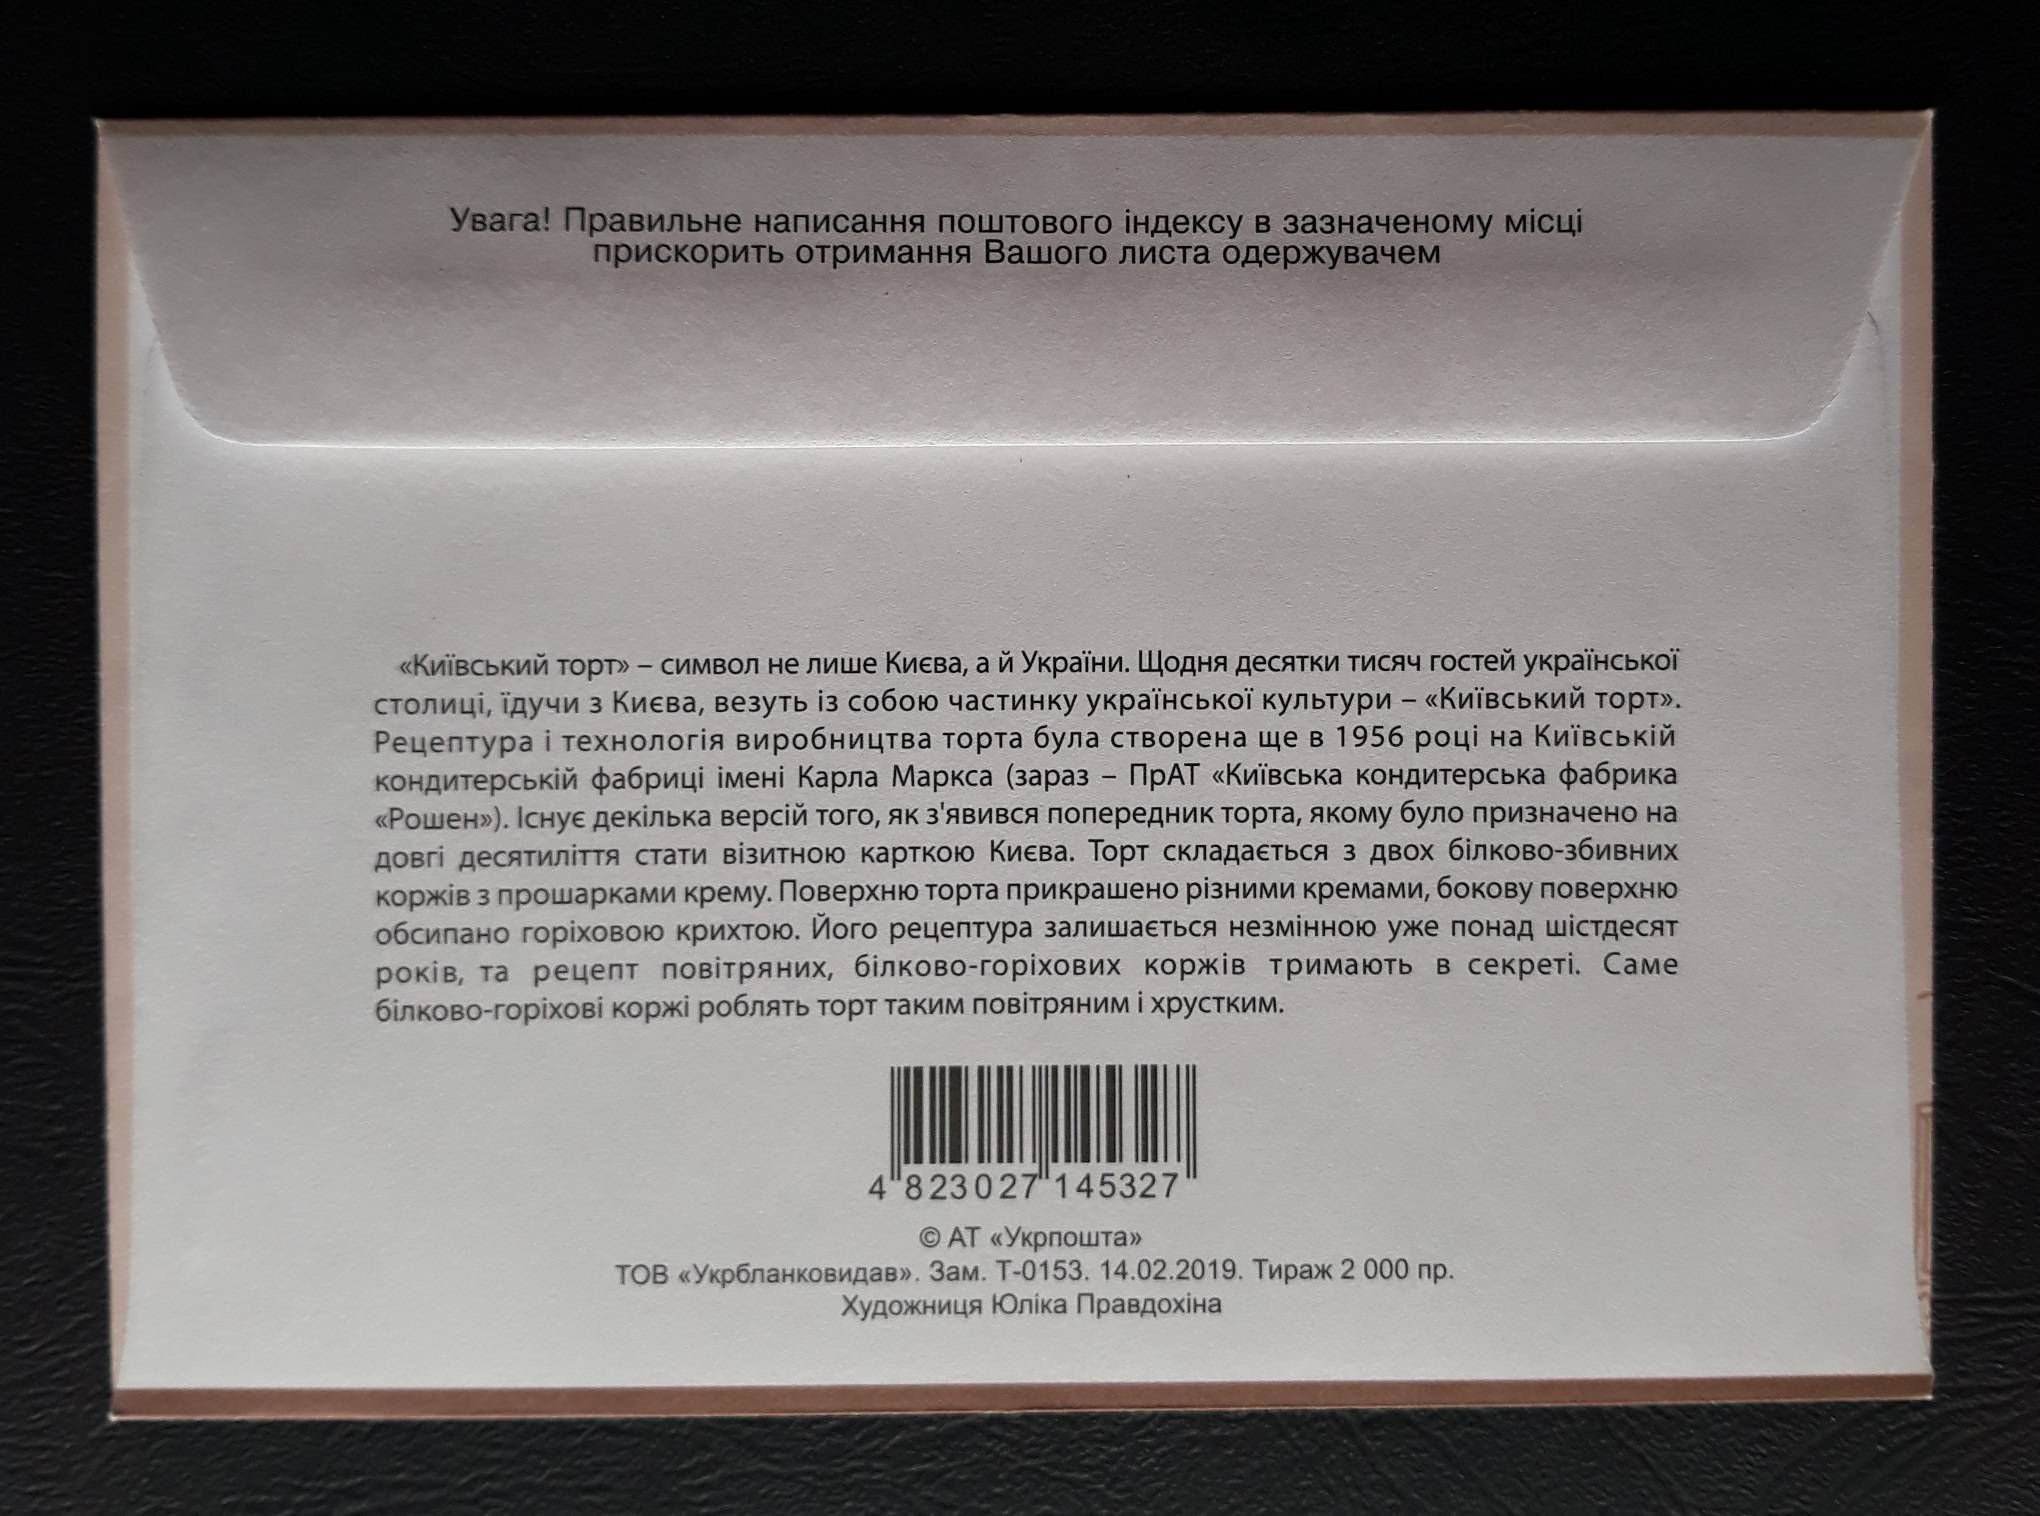 Увага! Правильне написання поштового індексу в зазначеному місці
прискорить отримання Вашого листа одержувачем
«Київський торт» – символ не лише Києва, а й України. Щодня десятки тисяч гостей української
столиці, їдучи з Києва, везуть із собою частинку української культури – «Київський торт».
Рецептура і технологія виробництва торта була створена ще в 1956 році на Київській
кондитерській фабриці імені Карла Маркса (зараз – ПрАТ «Київська кондитерська фабрика
«Рошен»). Існує декілька версій того, як з'явився попередник торта, якому було призначено на
довгі десятиліття стати візитною карткою Києва. Торт складається з двох білково-збивних
коржів з прошарками крему. Поверхню торта прикрашено різними кремами, бокову поверхню
обсипано горіховою крихтою. Його рецептура залишається незмінною уже понад шістдесят
років, та рецепт повітряних, білково-горіхових коржів тримають в секреті. Саме
білково-горіхові коржі роблять торт таким повітряним і хрустким.
4 823027 145327
© АТ «Укрпошта»
ТОВ «Укрбланковидав». Зам. Т-0153. 14.02.2019. Тираж 2 000 пр.
Художниця Юліка Правдохіна